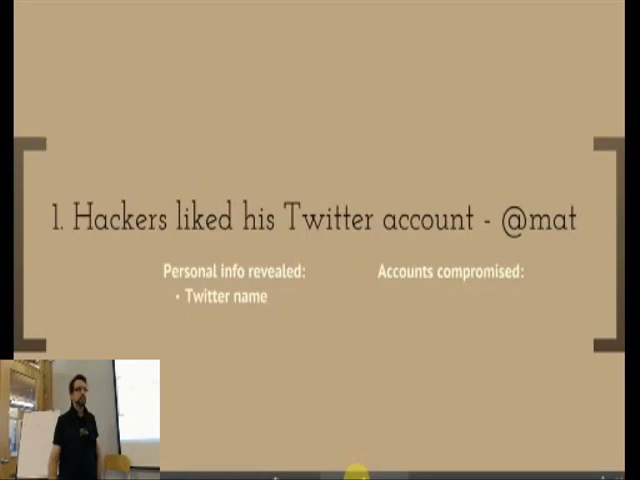 1. Hackers liked his Twitter account - @mat
Personal info revealed:
• Twitter name
Accounts compromised: